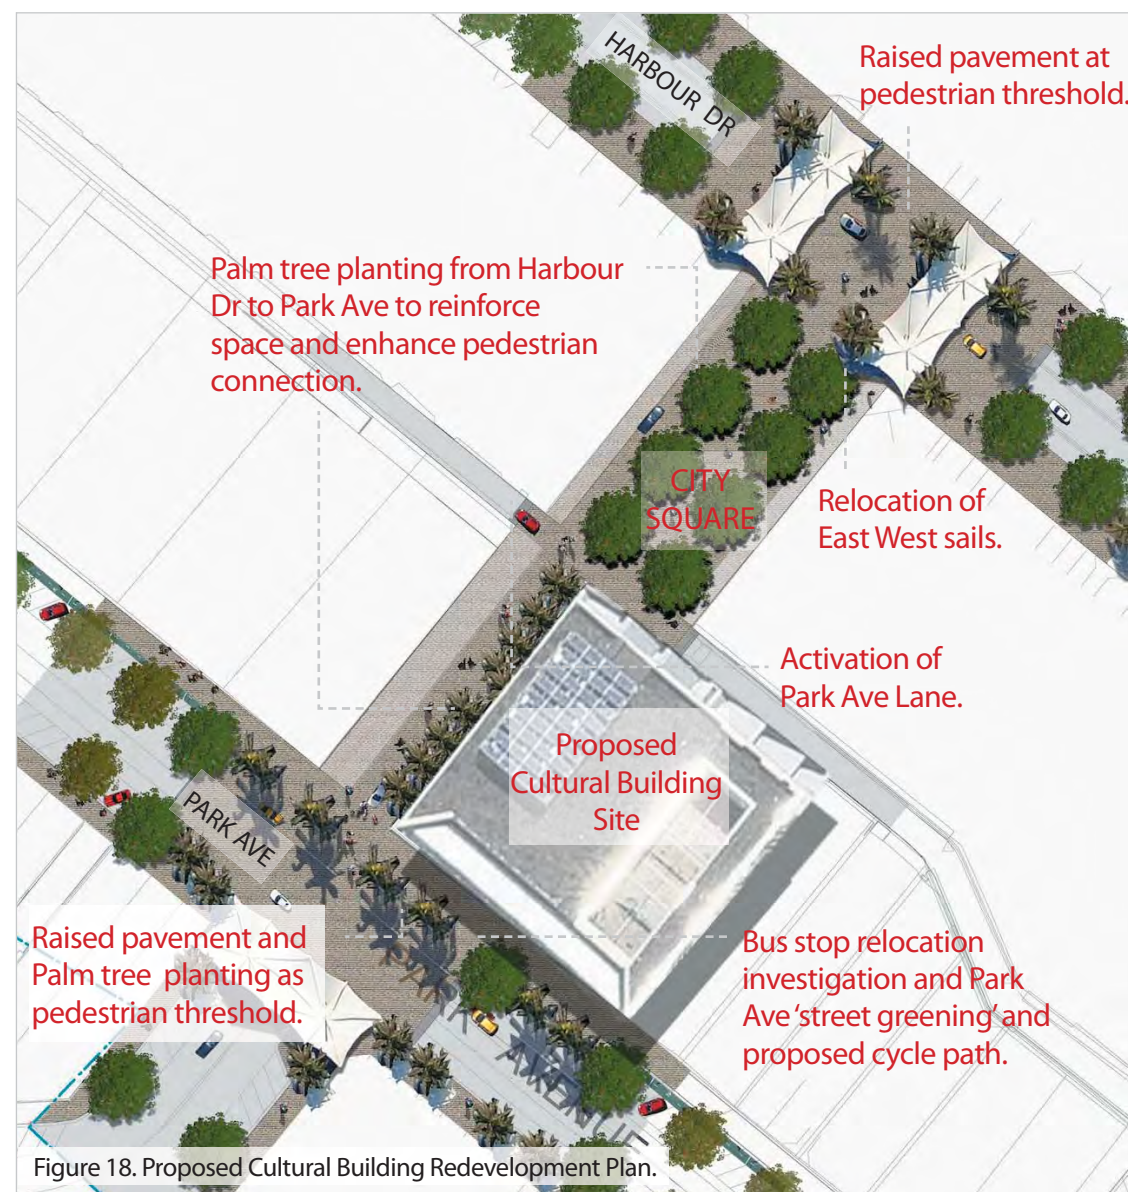 HARBOUR DR
Raised pavement at
pedestrian threshold.
Palm tree planting from Harbour
Dr to Park Ave to reinforce
space and enhance pedestrian
connection.
CITY
SQUARE
Relocation of
East West sails.
Activation of
Park Ave Lane.
Proposed
Cultural Building
Site
PARK AVE
Raised pavement and
Palm tree planting as
pedestrian threshold.
Bus stop relocation
investigation and Park
Ave ‘street greening’ and
proposed cycle path.
PARK
AVENUE
Figure 18. Proposed Cultural Building Redevelopment Plan.